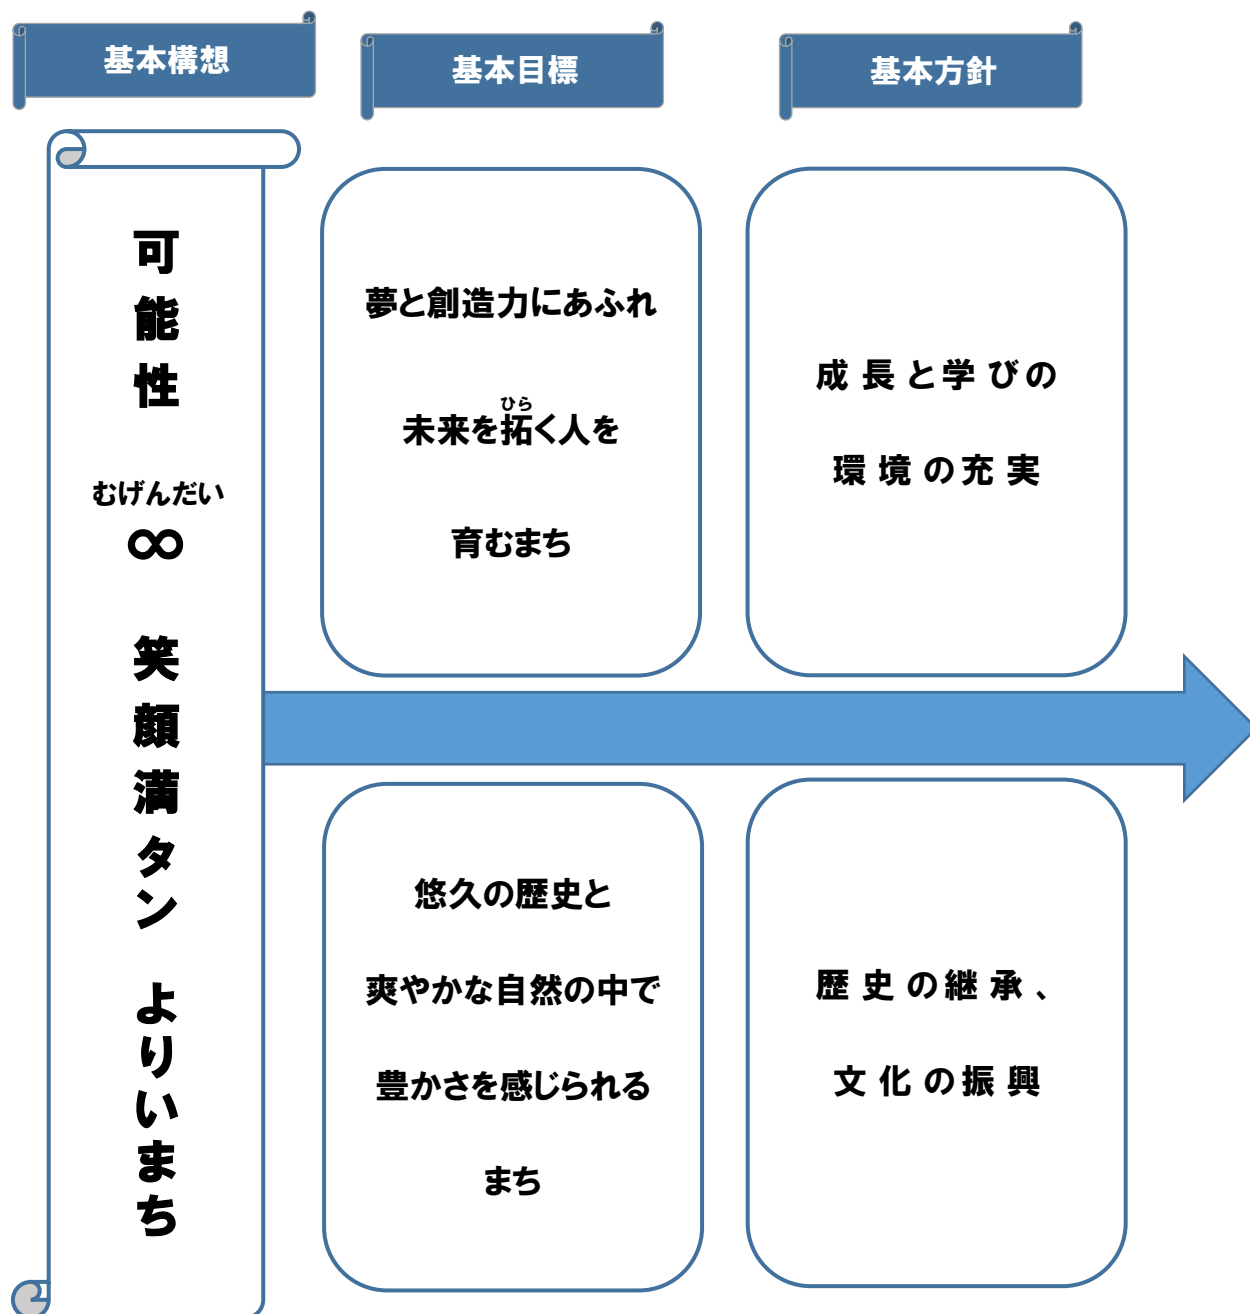 基本構想
基本目標
基本方針
可能性
むげんだい
∞
笑顔満タン
よりいまち
夢と創造力にあふれ
ひら
未来を拓く人を
育むまち
成長と学びの
環境の充実
悠久の歴史と
爽やかな自然の中で
豊かさを感じられる
まち
歴史の継承、
文化の振興